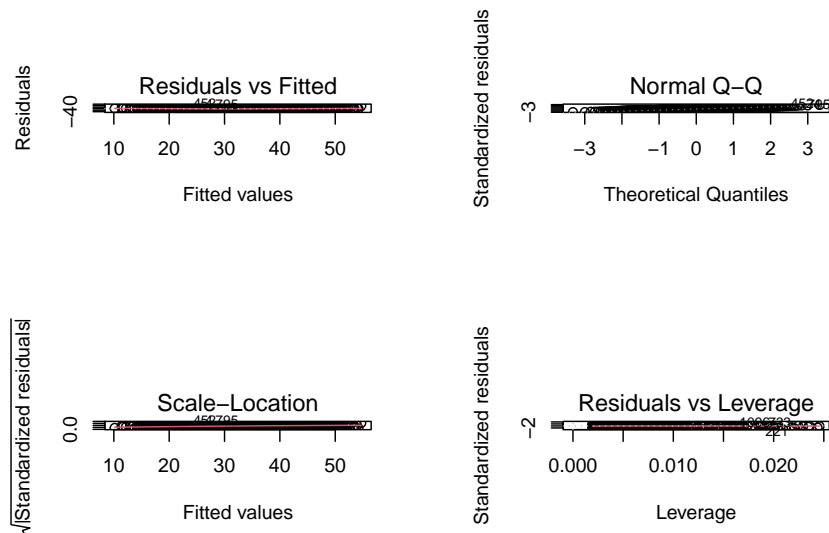 Residuals vs Fitted
Residuals
−40
10 20 30 40 50
Fitted values
Normal Q−Q
Standardized residuals
−3
−3 −1 0 1 2 3
Theoretical Quantiles
Scale−Location
√|Standardized residuals|
0.0
10 20 30 40 50
Fitted values
Residuals vs Leverage
Standardized residuals
−2
0.000 0.010 0.020
Leverage